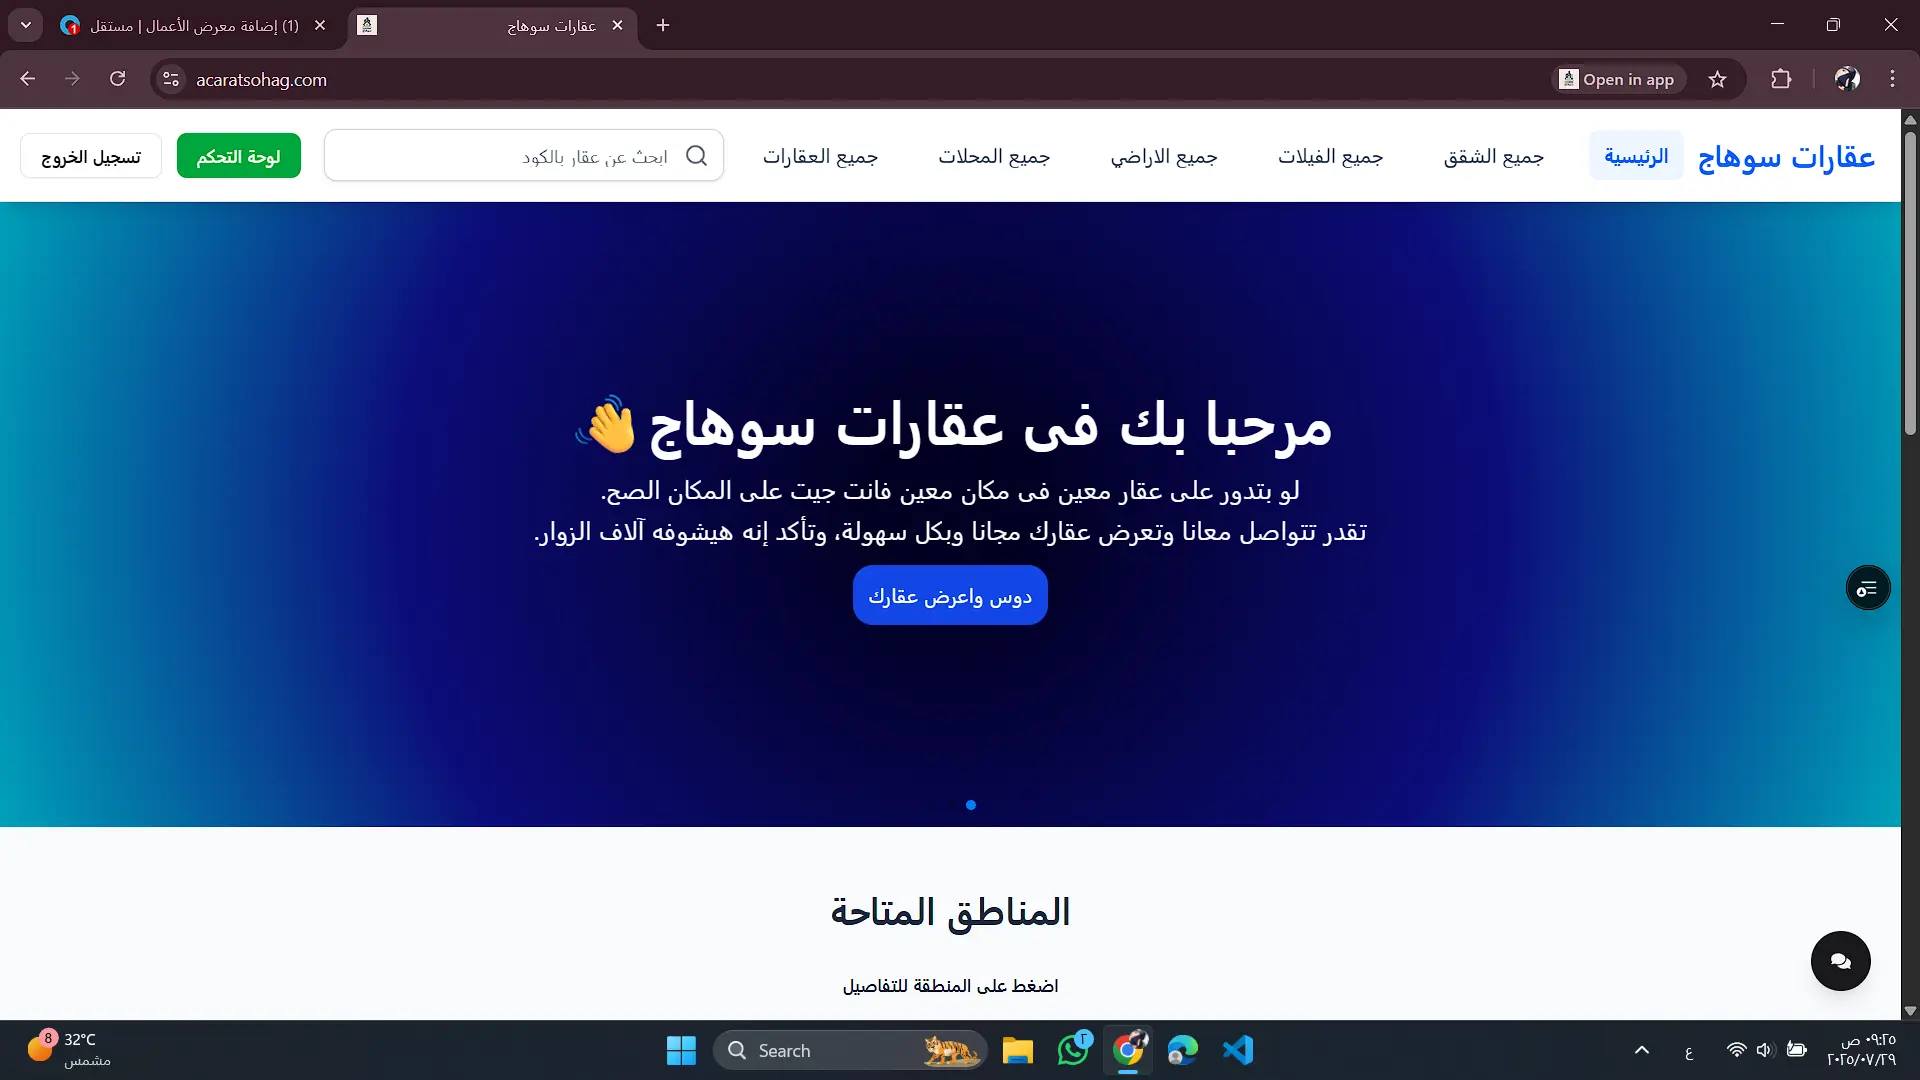 (1) إضافة معرض الأعمال | مستقل
عقارات سوهاج
acaratsohag.com
Open in app
عقارات سوهاج
الرئيسية
جميع الشقق
جميع الفيلات
جميع الاراضي
جميع المحلات
جميع العقارات
ابحث عن عقار بالكود
لوحة التحكم
تسجيل الخروج
مرحبا بك فى عقارات سوهاج 👋
لو بتدور على عقار معين فى مكان معين فانت جيت على المكان الصح.
تقدر تتواصل معانا وتعرض عقارك مجانا وبكل سهولة، وتأكد إنه هيشوفه آلاف الزوار.
دوس واعرض عقارك
المناطق المتاحة
اضغط على المنطقة للتفاصيل
8
32°C
مشمس
Search
٢
ع
٠٩:٢٥ ص
٢٠٢٥/٠٧/٢٩